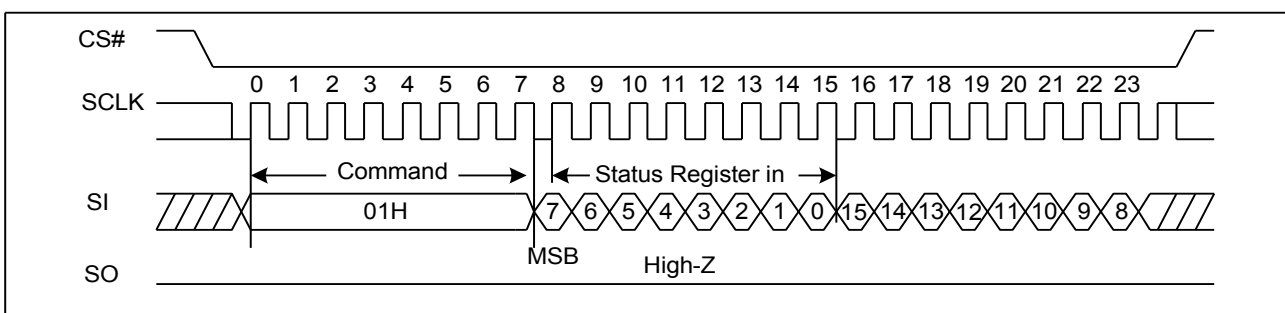 CS#
0 1 2 3 4 5 6 7 8 9 10 11 12 13 14 15 16 17 18 19 20 21 22 23
SCLK
Command Status Register in
SI 01H 7 6 5 4 3 2 1 0 15 14 13 12 11 10 9 8
MSB High-Z
SO